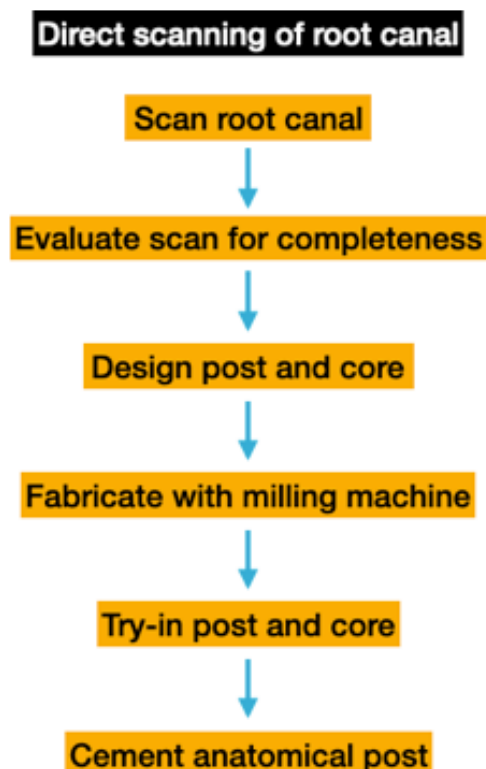 Direct scanning of root canal
Scan root canal
Evaluate scan for completeness
Design post and core
Fabricate with milling machine
Try-in post and core
Cement anatomical post